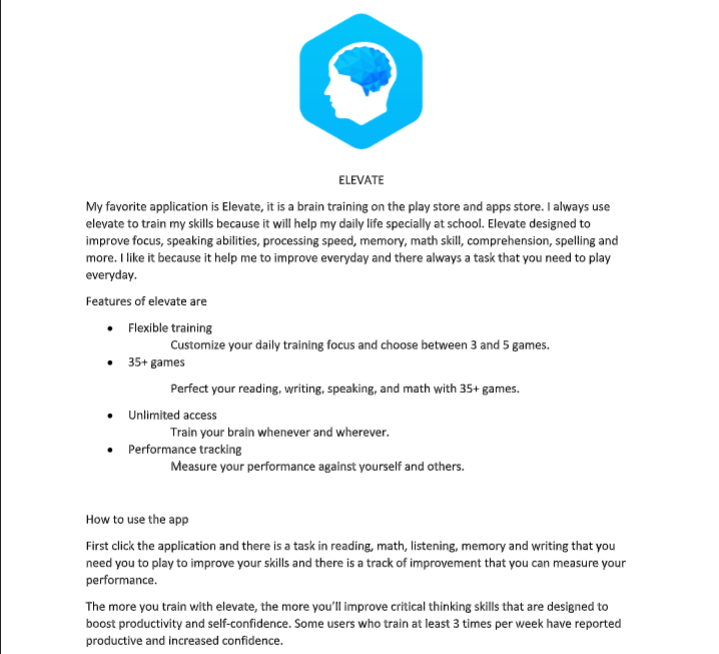 ELEVATE
My favorite application is Elevate, it is a brain training on the play store and apps store. I always use
elevate to train my skills because it will help my daily life specially at school. Elevate designed to
improve focus, speaking abilities, processing speed, memory, math skill, comprehension, spelling and
more. I like it because it help me to improve everyday and there always a task that you need to play
everyday.
Features of elevate are
• Flexible training
Customize your daily training focus and choose between 3 and 5 games.
• 35+ games
Perfect your reading, writing, speaking, and math with 35+ games.
• Unlimited access
Train your brain whenever and wherever.
• Performance tracking
Measure your performance against yourself and others.
How to use the app
First click the application and there is a task in reading, math, listening, memory and writing that you
need you to play to improve your skills and there is a track of improvement that you can measure your
performance.
The more you train with elevate, the more you'll improve critical thinking skills that are designed to
boost productivity and self-confidence. Some users who train at least 3 times per week have reported
productive and increased confidence.